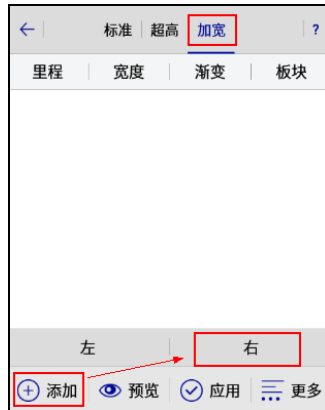 标准 超高 加宽 ?
里程 宽度 渐变 板块
左 右
添加 预览 应用 更多